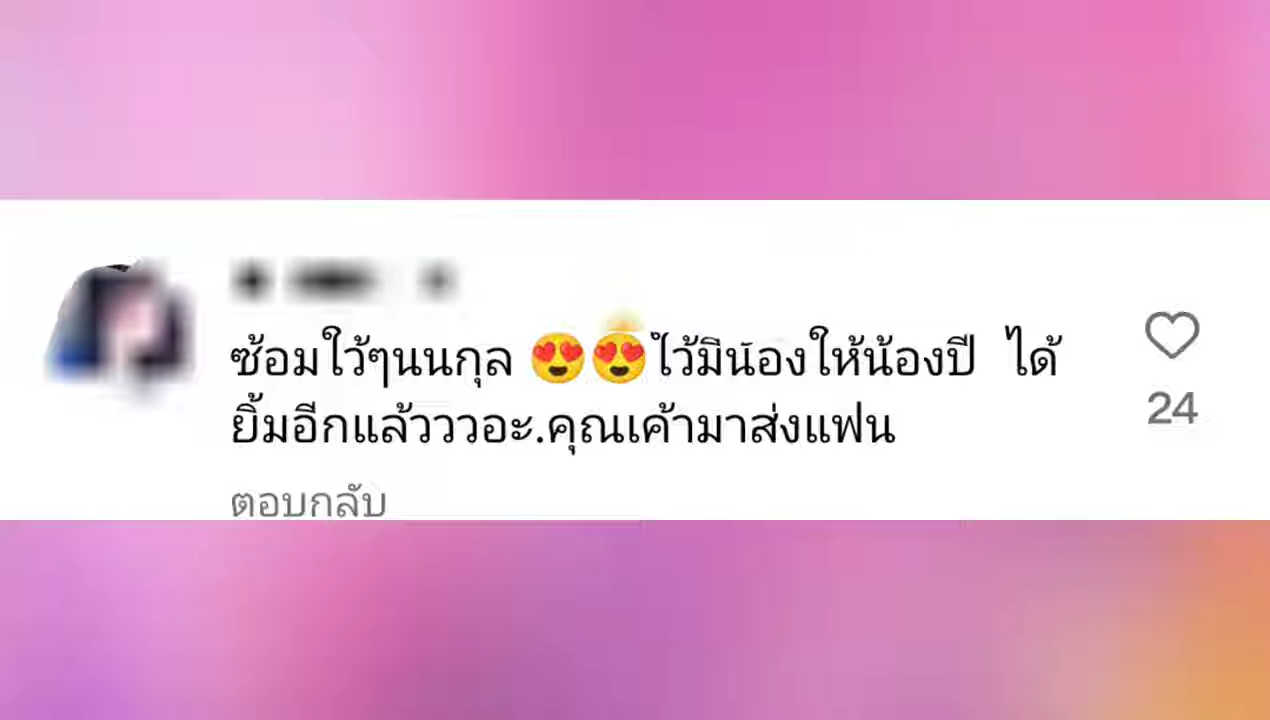 ซ้อมใว้ๆนนกุล 😍😍ไว้มีน้องให้น้องปี ได้
ยิ้มอีกแล้วววอะ.คุณเค้ามาส่งแฟน
ตอบกลับ
24